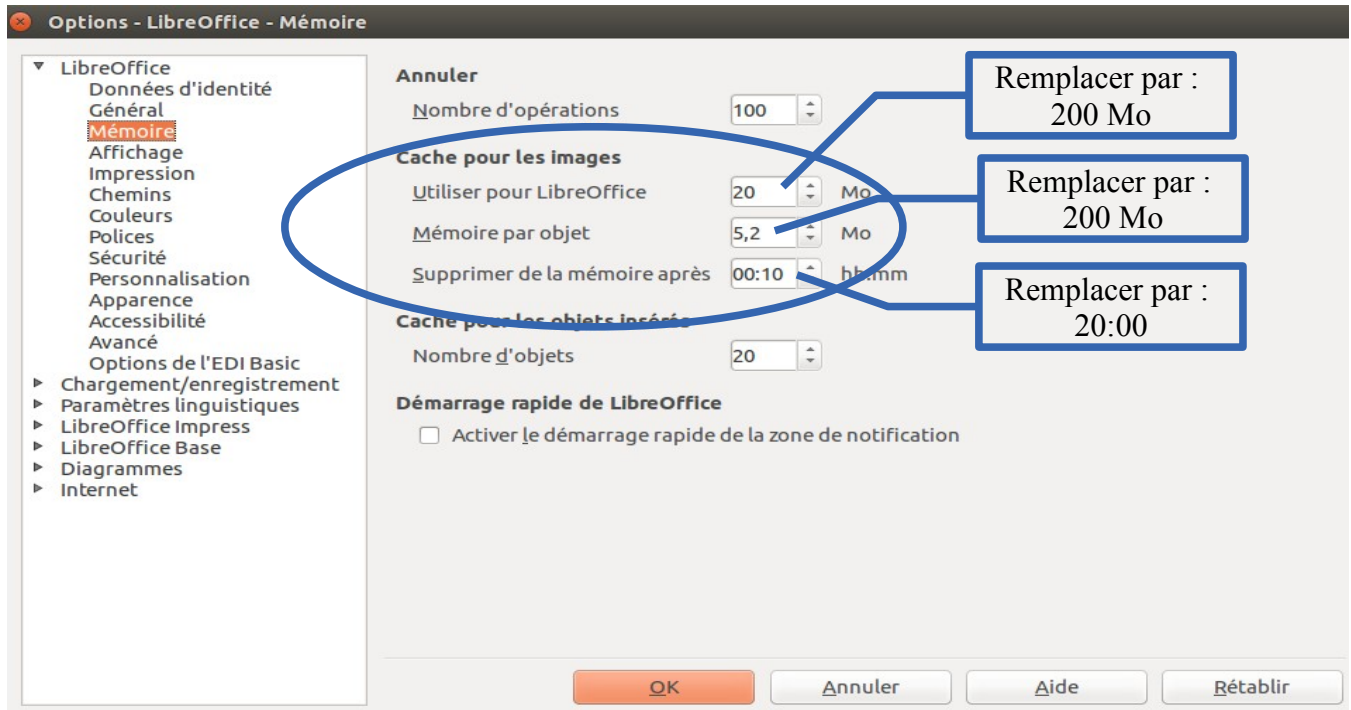 Options - LibreOffice - Mémoire
LibreOffice
Données d'identité
Général
Mémoire
Affichage
Impression
Chemins
Couleurs
Polices
Sécurité
Personnalisation
Apparence
Accessibilité
Avancé
Options de l'EDI Basic
Chargement/enregistrement
Paramètres linguistiques
LibreOffice Impress
LibreOffice Base
Diagrammes
Internet
Annuler
Nombre d'opérations 100
Cache pour les images
Utiliser pour LibreOffice 20 Mo
Mémoire par objet 5,2 Mo
Supprimer de la mémoire après 00:10 hh:mm
Cache pour les objets insérés
Nombre d'objets 20
Démarrage rapide de LibreOffice
Activer le démarrage rapide de la zone de notification
Remplacer par :
200 Mo
Remplacer par :
200 Mo
Remplacer par :
20:00
OK Annuler Aide Rétablir